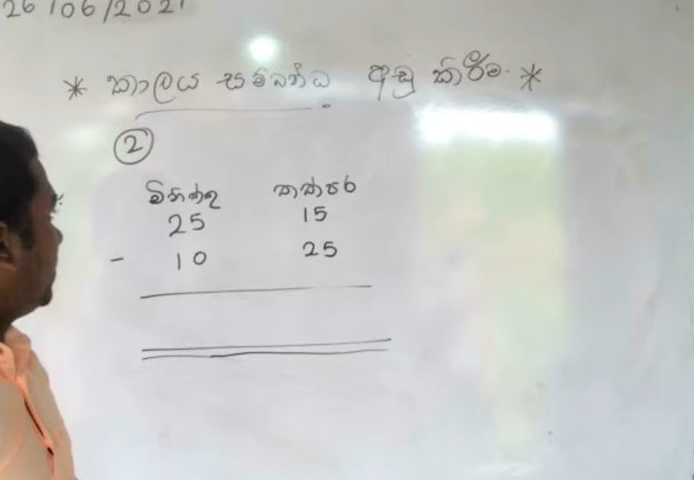 26/06/2021
* කාලය සම්බන්ධ අඩු කිරීම. *
2
මිනිත්තු තත්පර
25 15
- 10 25